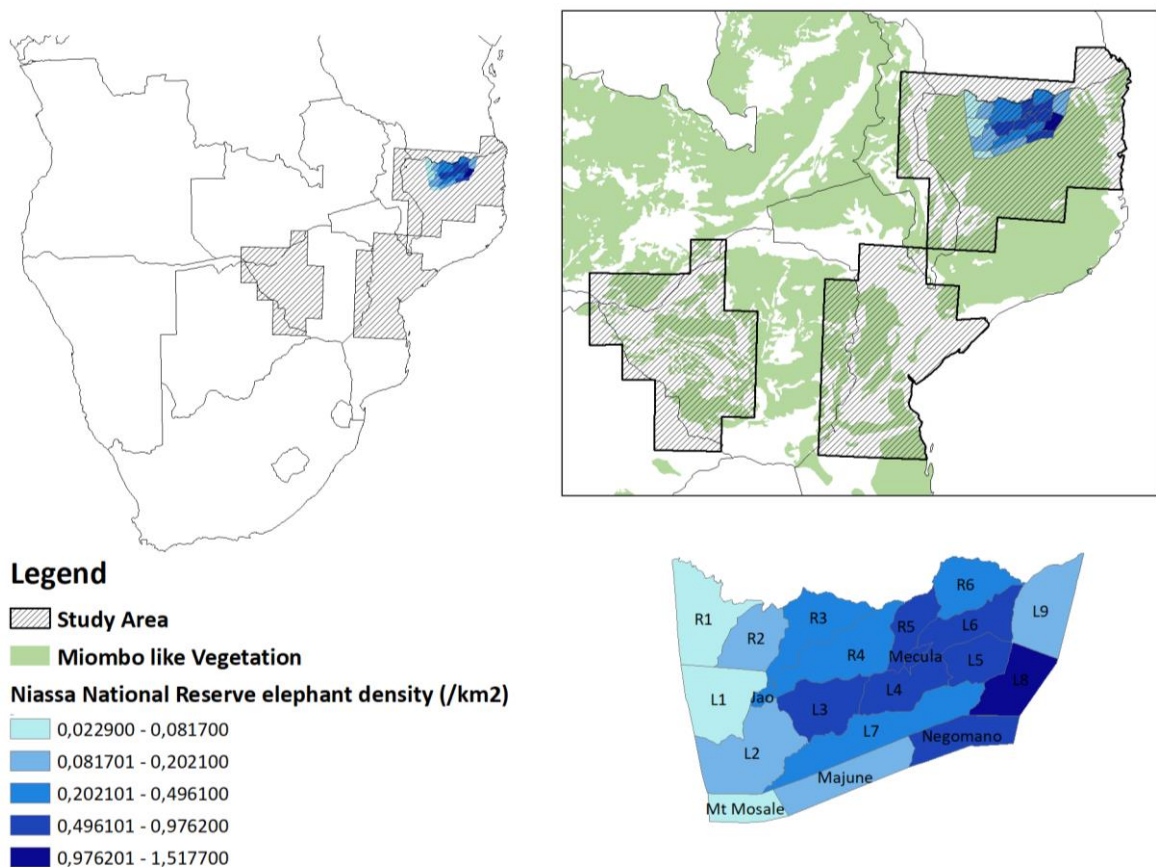 Legend
Study Area
Miombo like Vegetation
Niassa National Reserve elephant density (/km2)
0,022900 - 0,081700
0,081701 - 0,202100
0,202101 - 0,496100
0,496101 - 0,976200
0,976201 - 1,517700
R6
R1
R2
R3
R5
L6
L9
R4
Mecula
L5
L1
Jao
L3
L4
L8
L2
L7
Negomano
Majune
Mt Mosale